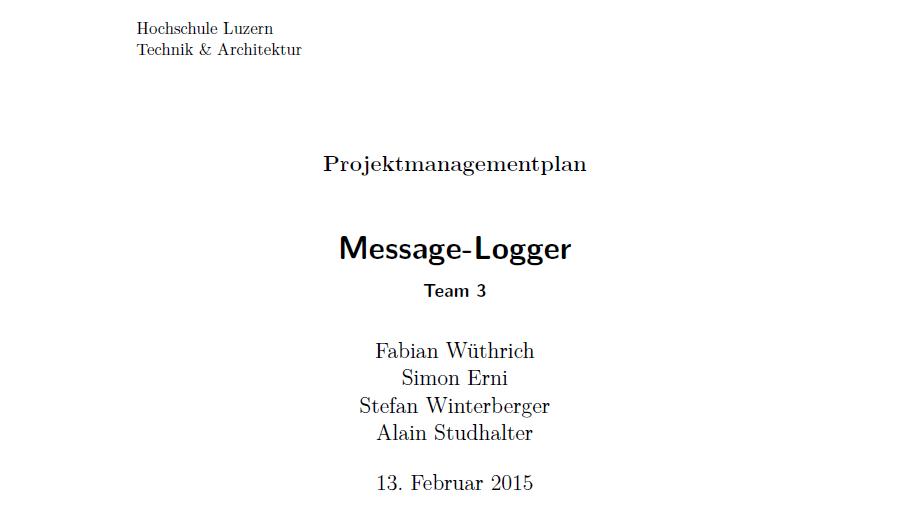 Hochschule Luzern
Technik & Architektur
Projektmanagementplan
Message-Logger
Team 3
Fabian Wüthrich
Simon Erni
Stefan Winterberger
Alain Studhalter
13. Februar 2015